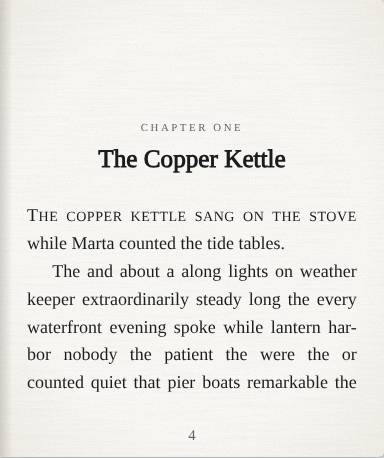 CHAPTER ONE
The Copper Kettle
THE COPPER KETTLE SANG ON THE STOVE
while Marta counted the tide tables.
The and about a along lights on weather
keeper extraordinarily steady long the every
waterfront evening spoke while lantern har-
bor nobody the patient the were the or
counted quiet that pier boats remarkable the
4